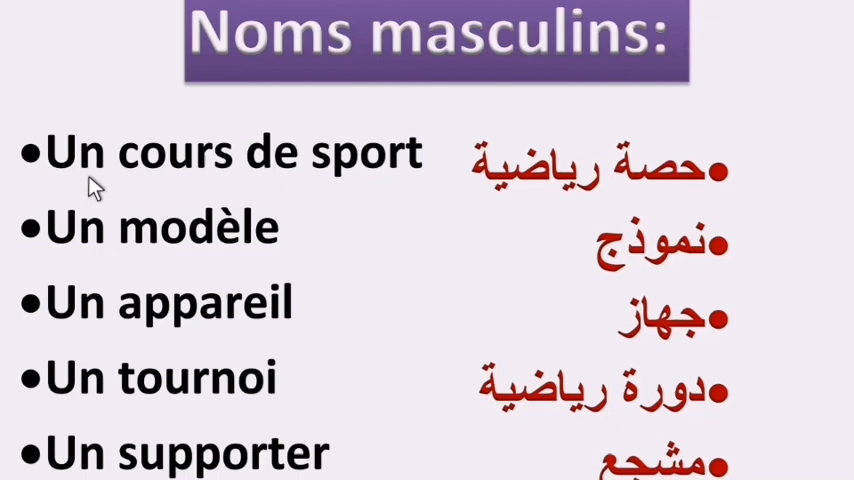 Noms masculins:
•Un cours de sport
•حصة رياضية
•Un modèle
•نموذج
•Un appareil
•جهاز
•Un tournoi
•دورة رياضية
•Un supporter
•مشجع